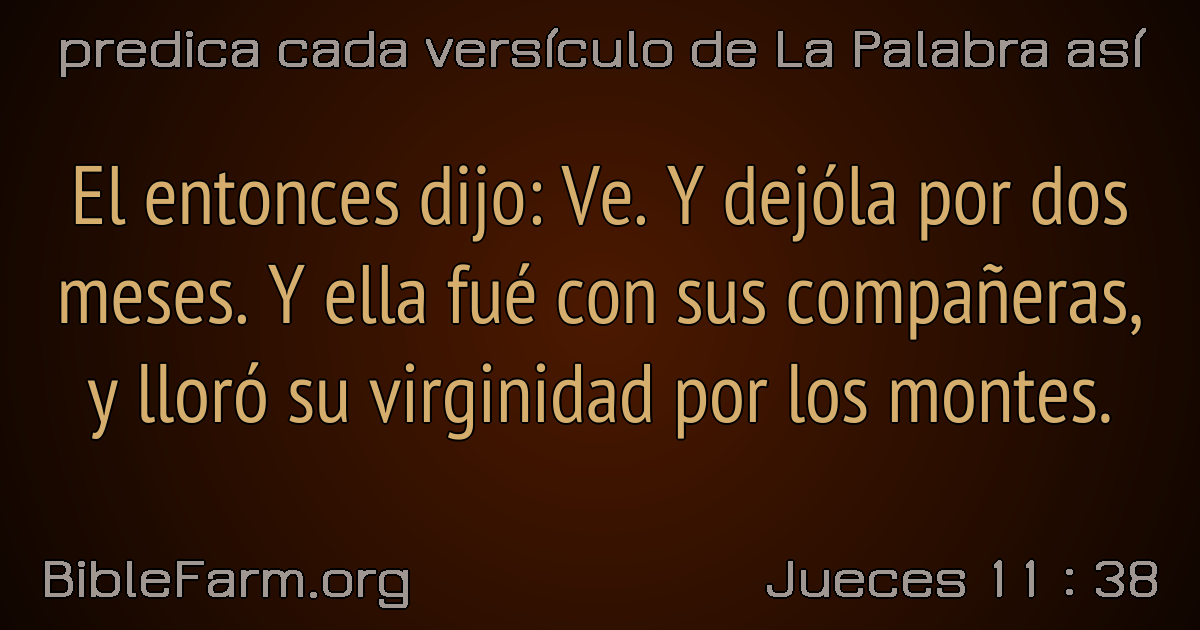 predica cada versículo de La Palabra así
El entonces dijo: Ve. Y dejóla por dos
meses. Y ella fué con sus compañeras,
y lloró su virginidad por los montes.
BibleFarm.org
Jueces 11 : 38